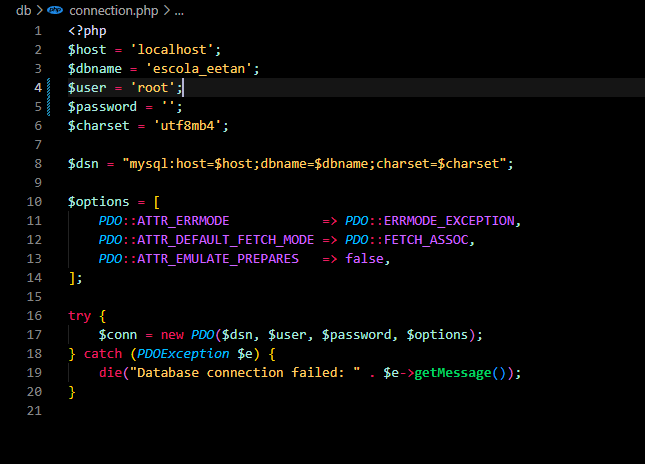 db > php connection.php > ...
1 <?php
2 $host = 'localhost';
3 $dbname = 'escola_eetan';
4 $user = 'root';
5 $password = '';
6 $charset = 'utf8mb4';
7
8 $dsn = "mysql:host=$host;dbname=$dbname;charset=$charset";
9
10 $options = [
11     PDO::ATTR_ERRMODE            => PDO::ERRMODE_EXCEPTION,
12     PDO::ATTR_DEFAULT_FETCH_MODE => PDO::FETCH_ASSOC,
13     PDO::ATTR_EMULATE_PREPARES   => false,
14 ];
15
16 try {
17     $conn = new PDO($dsn, $user, $password, $options);
18 } catch (PDOException $e) {
19     die("Database connection failed: " . $e->getMessage());
20 }
21